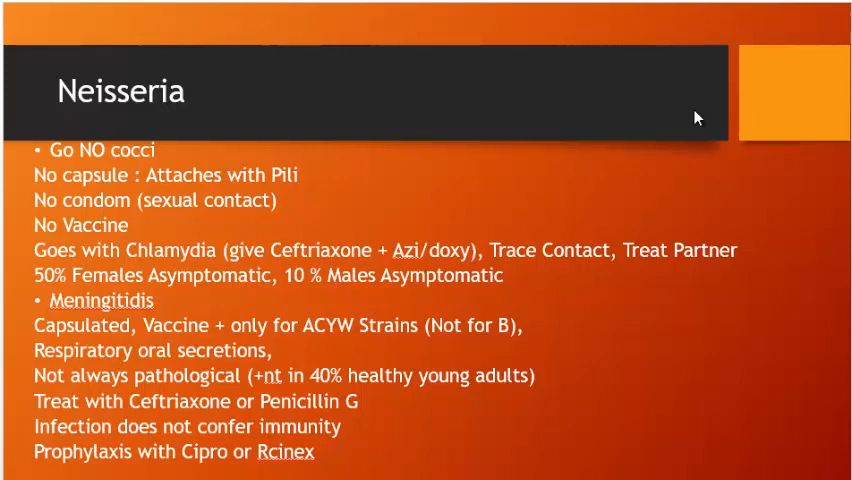 Neisseria
• Go NO cocci
No capsule : Attaches with Pili
No condom (sexual contact)
No Vaccine
Goes with Chlamydia (give Ceftriaxone + Azi/doxy), Trace Contact, Treat Partner
50% Females Asymptomatic, 10 % Males Asymptomatic
• Meningitidis
Capsulated, Vaccine + only for ACYW Strains (Not for B),
Respiratory oral secretions,
Not always pathological (+nt in 40% healthy young adults)
Treat with Ceftriaxone or Penicillin G
Infection does not confer immunity
Prophylaxis with Cipro or Rcinex